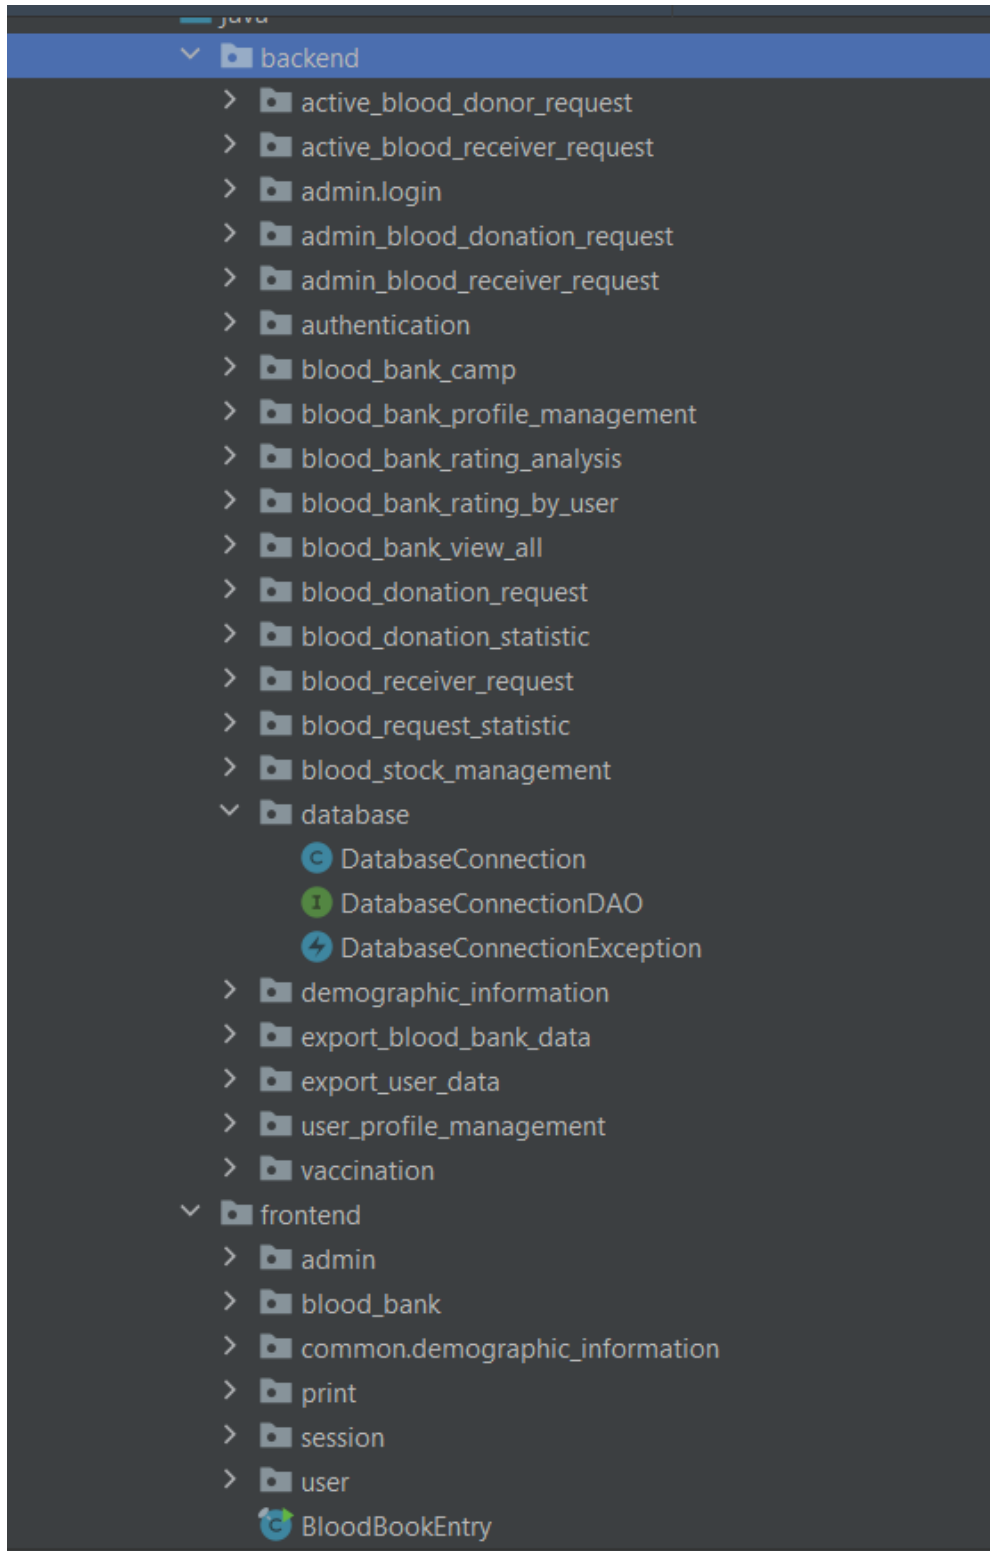 java
backend
active_blood_donor_request
active_blood_receiver_request
admin.login
admin_blood_donation_request
admin_blood_receiver_request
authentication
blood_bank_camp
blood_bank_profile_management
blood_bank_rating_analysis
blood_bank_rating_by_user
blood_bank_view_all
blood_donation_request
blood_donation_statistic
blood_receiver_request
blood_request_statistic
blood_stock_management
database
C DatabaseConnection
I DatabaseConnectionDAO
DatabaseConnectionException
demographic_information
export_blood_bank_data
export_user_data
user_profile_management
vaccination
frontend
admin
blood_bank
common.demographic_information
print
session
user
C BloodBookEntry